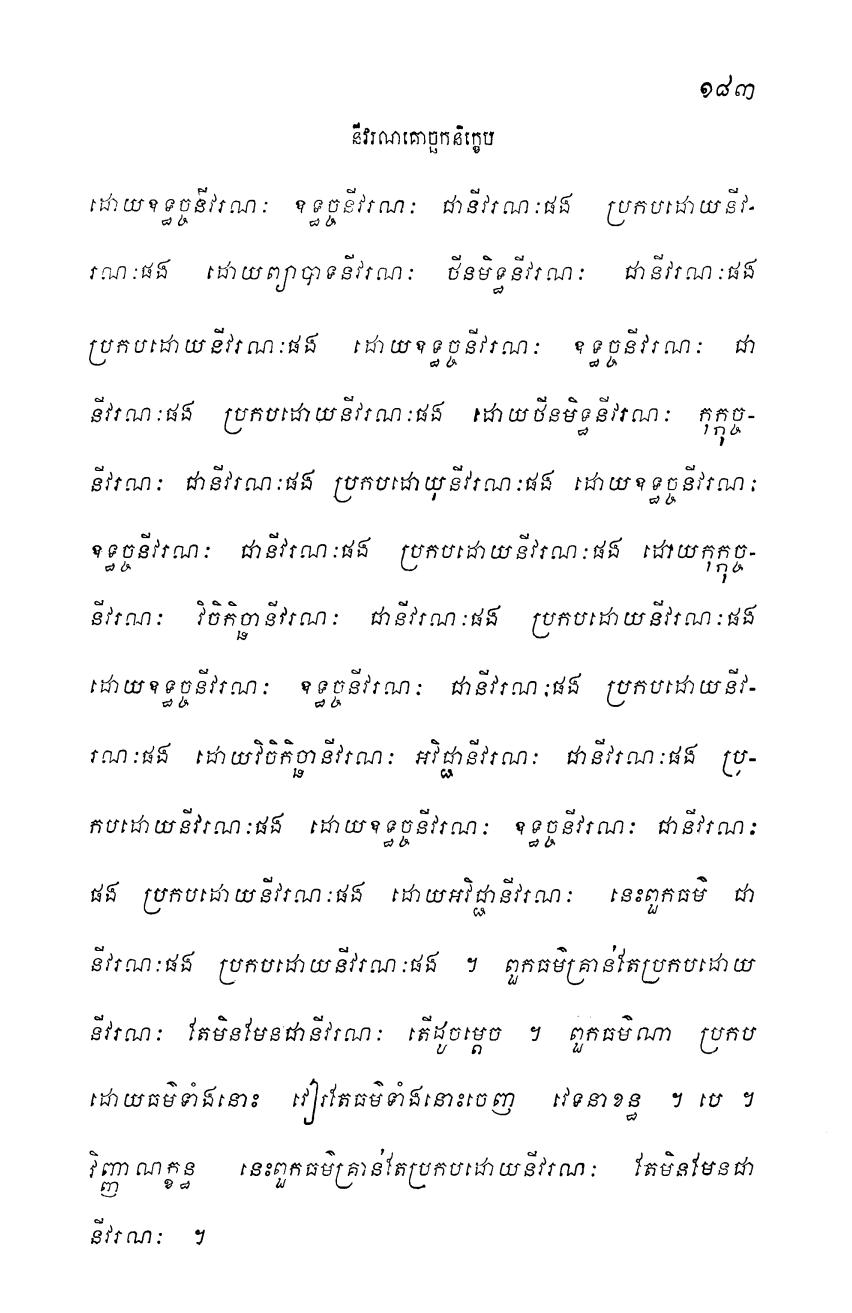 ១៨៣
នីវរណគោច្ឆកនិក្ខេប
ដោយឧទ្ធច្ចនីវរណៈ ឧទ្ធច្ចនីវរណៈ ជានីវរណៈផង ប្រកបដោយនីវ-
រណៈផង ដោយព្យាបាទនីវរណៈ ថីនមិទ្ធនីវរណៈ ជានីវរណៈផង
ប្រកបដោយនីវរណៈផង ដោយឧទ្ធច្ចនីវរណៈ ឧទ្ធច្ចនីវរណៈ ជា
នីវរណៈផង ប្រកបដោយនីវរណៈផង ដោយថីនមិទ្ធនីវរណៈ កុក្កុច្ច-
នីវរណៈ ជានីវរណៈផង ប្រកបដោយនីវរណៈផង ដោយឧទ្ធច្ចនីវរណៈ
ឧទ្ធច្ចនីវរណៈ ជានីវរណៈផង ប្រកបដោយនីវរណៈផង ដោយកុក្កុច្ច-
នីវរណៈ វិចិកិច្ឆានីវរណៈ ជានីវរណៈផង ប្រកបដោយនីវរណៈផង
ដោយឧទ្ធច្ចនីវរណៈ ឧទ្ធច្ចនីវរណៈ ជានីវរណៈផង ប្រកបដោយនីវ-
រណៈផង ដោយវិចិកិច្ឆានីវរណៈ អវិជ្ជានីវរណៈ ជានីវរណៈផង ប្រ-
កបដោយនីវរណៈផង ដោយឧទ្ធច្ចនីវរណៈ ឧទ្ធច្ចនីវរណៈ ជានីវរណៈ
ផង ប្រកបដោយនីវរណៈផង ដោយអវិជ្ជានីវរណៈ នេះពួកធម៌ ជា
នីវរណៈផង ប្រកបដោយនីវរណៈផង ។ ពួកធម៌គ្រាន់តែប្រកបដោយ
នីវរណៈ តែមិនមែនជានីវរណៈ តើដូចម្តេច ។ ពួកធម៌ណា ប្រកប
ដោយធម៌ទាំងនោះ វៀរតែធម៌ទាំងនោះចេញ វេទនាខន្ធ ។ បេ ។
វិញ្ញាណក្ខន្ធ នេះពួកធម៌គ្រាន់តែប្រកបដោយនីវរណៈ តែមិនមែនជា
នីវរណៈ ។